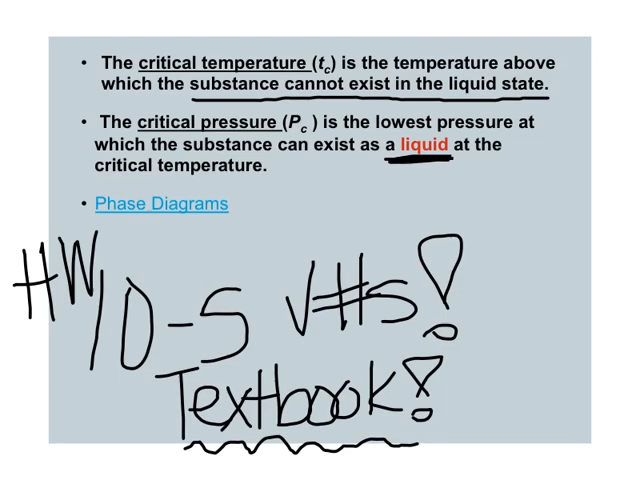 • The critical temperature (tc) is the temperature above
which the substance cannot exist in the liquid state.
• The critical pressure (Pc ) is the lowest pressure at
which the substance can exist as a liquid at the
critical temperature.
• Phase Diagrams
HW
10-5 √#s!
Textbook!